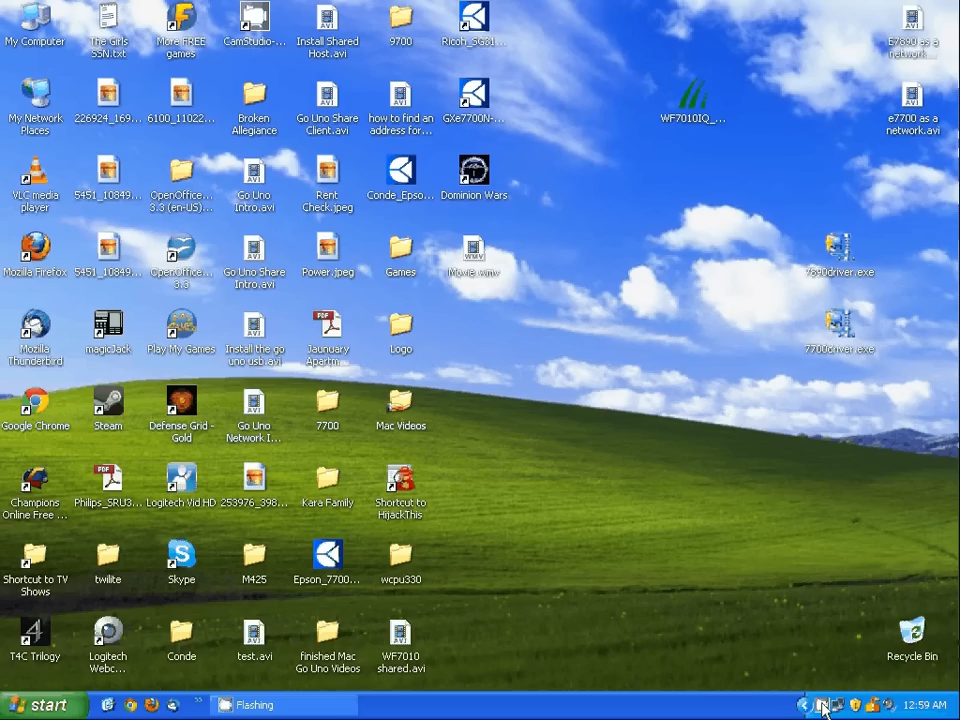 My Computer
The Girls
SSN.txt
More FREE
games
CamStudio-...
Install Shared
Host.avi
9700
Ricoh_SG31...
E7890 as a
network....
My Network
Places
226924_169...
6100_11022...
Broken
Allegiance
Go Uno Share
Client.avi
how to find an
address for...
GXe7700N-...
WF7010IQ_...
e7700 as a
network.avi
VLC media
player
5451_10849...
OpenOffice...
3.3 (en-US)...
Go Uno
Intro.avi
Rent
Check.jpeg
Conde_Epso...
Dominion Wars
Mozilla Firefox
5451_10849...
OpenOffice...
3.3
Go Uno Share
Intro.avi
Power.jpeg
Games
Movie.wmv
7890driver.exe
Mozilla
Thunderbird
magicJack
Play My Games
Install the go
uno usb.avi
PDF
Jaunuary
Apartm...
Logo
7700driver.exe
Google Chrome
Steam
Defense Grid -
Gold
Go Uno
Network I...
7700
Mac Videos
Champions
Online Free ...
PDF
Philips_SRU3...
Logitech Vid HD
253976_398...
Kara Family
Shortcut to
HijackThis
Shortcut to TV
Shows
twilite
Skype
M425
Epson_7700...
wcpu330
T4C Trilogy
Logitech
Webc...
Conde
test.avi
finished Mac
Go Uno Videos
WF7010
shared.avi
Recycle Bin
start
Flashing
12:59 AM